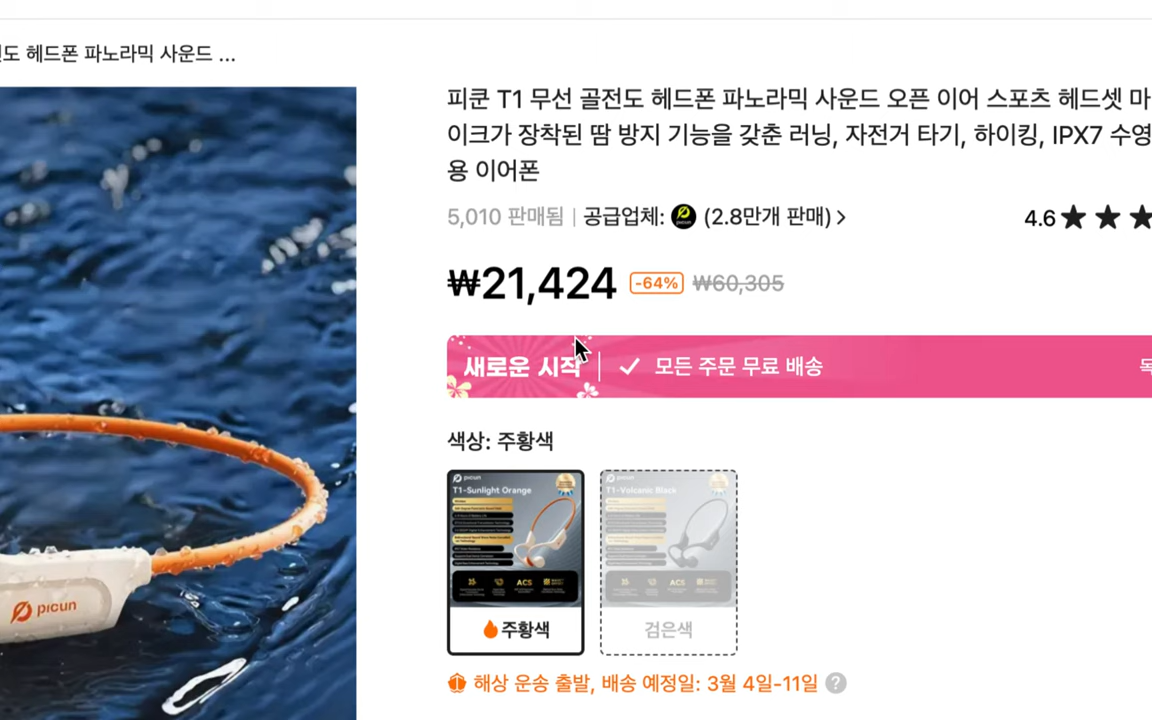 도 헤드폰 파노라믹 사운드 ...
피쿤 T1 무선 골전도 헤드폰 파노라믹 사운드 오픈 이어 스포츠 헤드셋 마
이크가 장착된 땀 방지 기능을 갖춘 러닝, 자전거 타기, 하이킹, IPX7 수영
용 이어폰
5,010 판매됨 | 공급업체: (2.8만개 판매) >
4.6 ★ ★ ★
₩21,424 -64% ₩60,305
새로운 시작 | ✓ 모든 주문 무료 배송
색상: 주황색
picun
T1-Sunlight Orange
ACS
주황색
picun
T1-Volcanic Black
ACS
검은색
picun
해상 운송 출발, 배송 예정일: 3월 4일-11일 ?